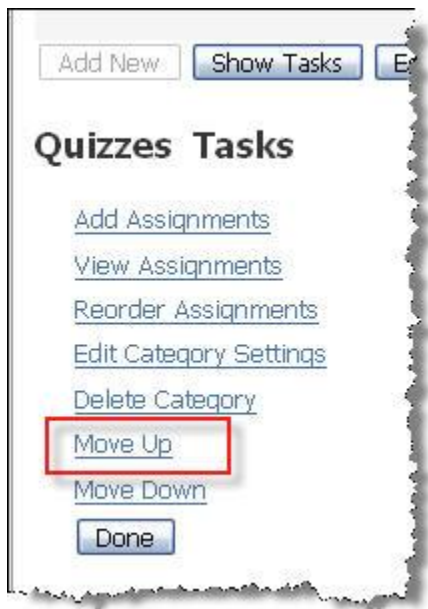 Add New Show Tasks
Quizzes Tasks
Add Assignments
View Assignments
Reorder Assignments
Edit Category Settings
Delete Category
Move Up
Move Down
Done